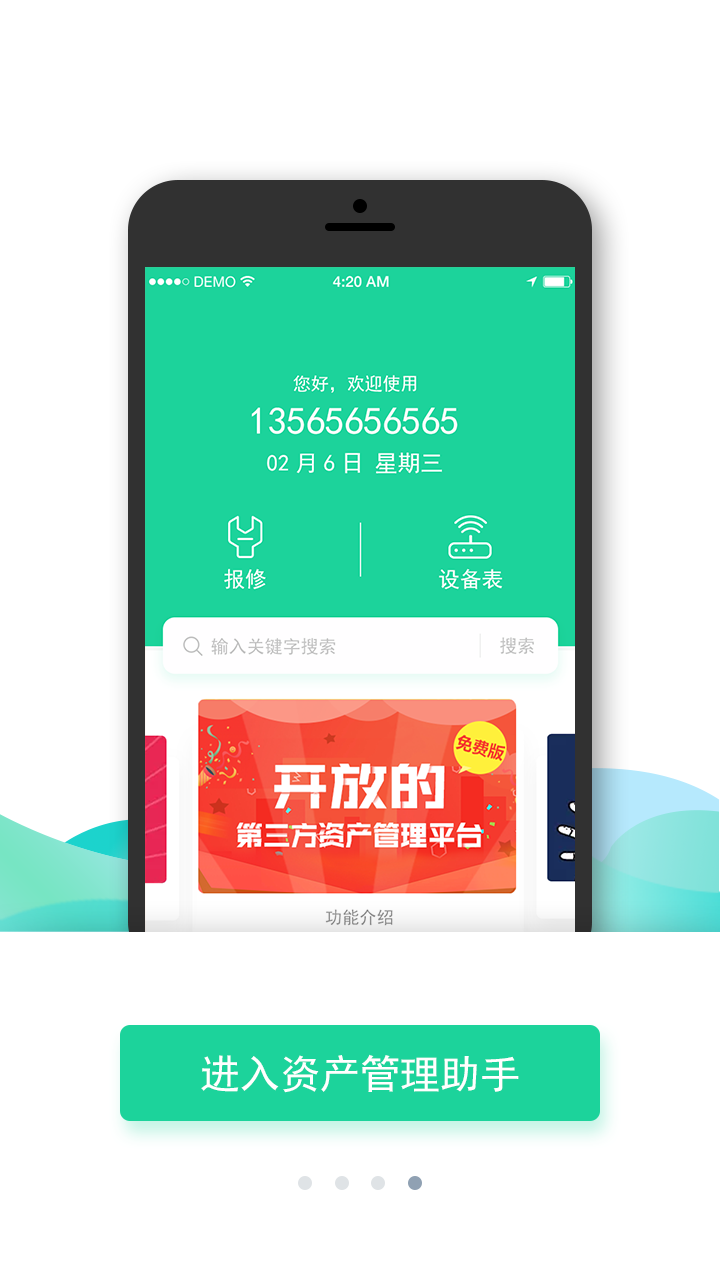 DEMO 4:20 AM
您好，欢迎使用
13565656565
02 月 6 日 星期三
报修 设备表
输入关键字搜索 搜索
免费版
开放的
第三方资产管理平台
功能介绍
进入资产管理助手